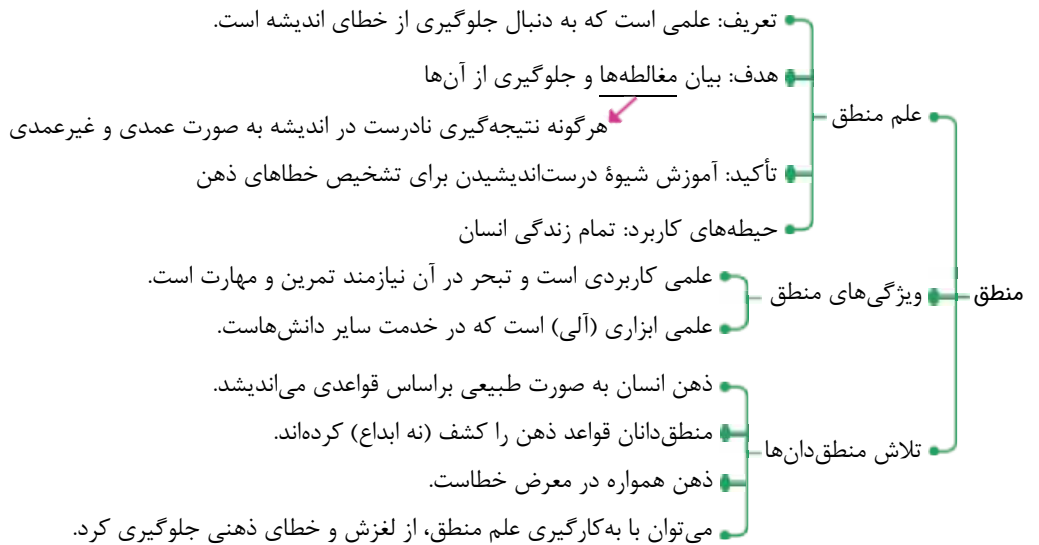 منطق
علم منطق
تعریف: علمی است که به دنبال جلوگیری از خطای اندیشه است.
هدف: بیان مغالطه‌ها و جلوگیری از آن‌ها
هرگونه نتیجه‌گیری نادرست در اندیشه به صورت عمدی و غیرعمدی
تأکید: آموزش شیوهٔ درست‌اندیشیدن برای تشخیص خطاهای ذهن
حیطه‌های کاربرد: تمام زندگی انسان
ویژگی‌های منطق
علمی کاربردی است و تبحر در آن نیازمند تمرین و مهارت است.
علمی ابزاری (آلی) است که در خدمت سایر دانش‌هاست.
تلاش منطق‌دان‌ها
ذهن انسان به صورت طبیعی براساس قواعدی می‌اندیشد.
منطق‌دانان قواعد ذهن را کشف (نه ابداع) کرده‌اند.
ذهن همواره در معرض خطاست.
می‌توان با به‌کارگیری علم منطق، از لغزش و خطای ذهنی جلوگیری کرد.